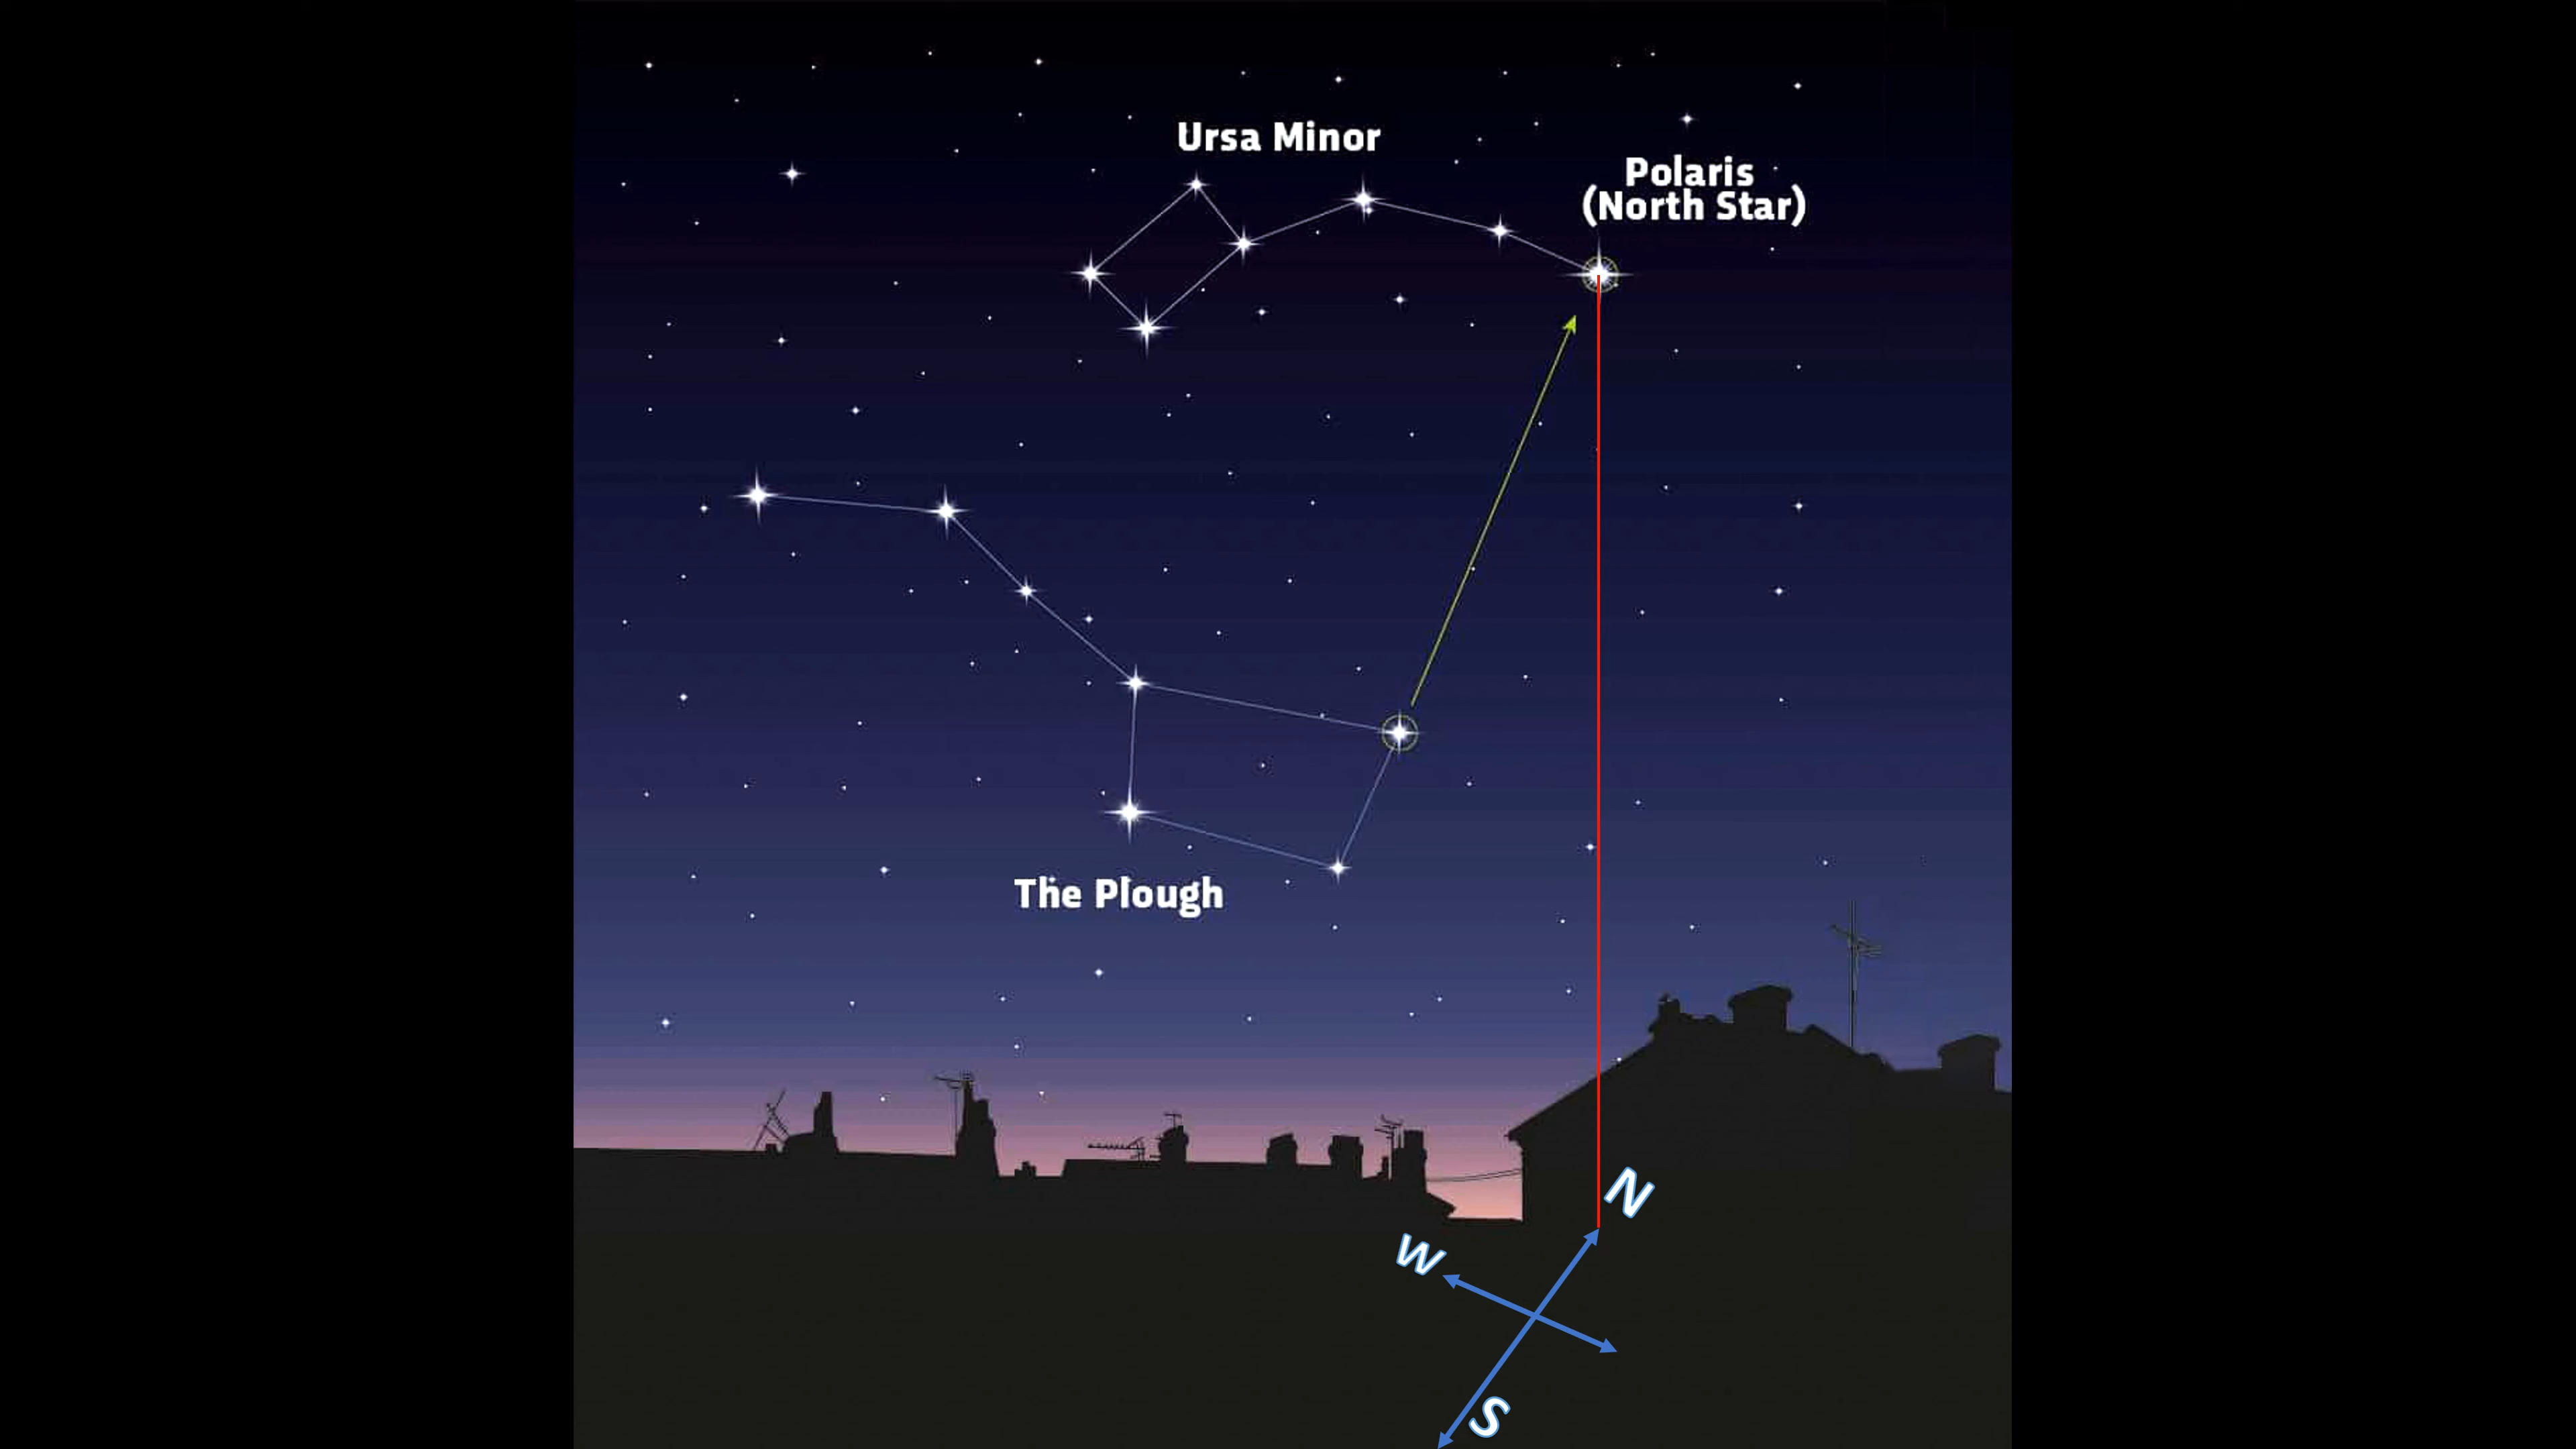 Ursa Minor
Polaris
(North Star)
The Plough
N
W
S